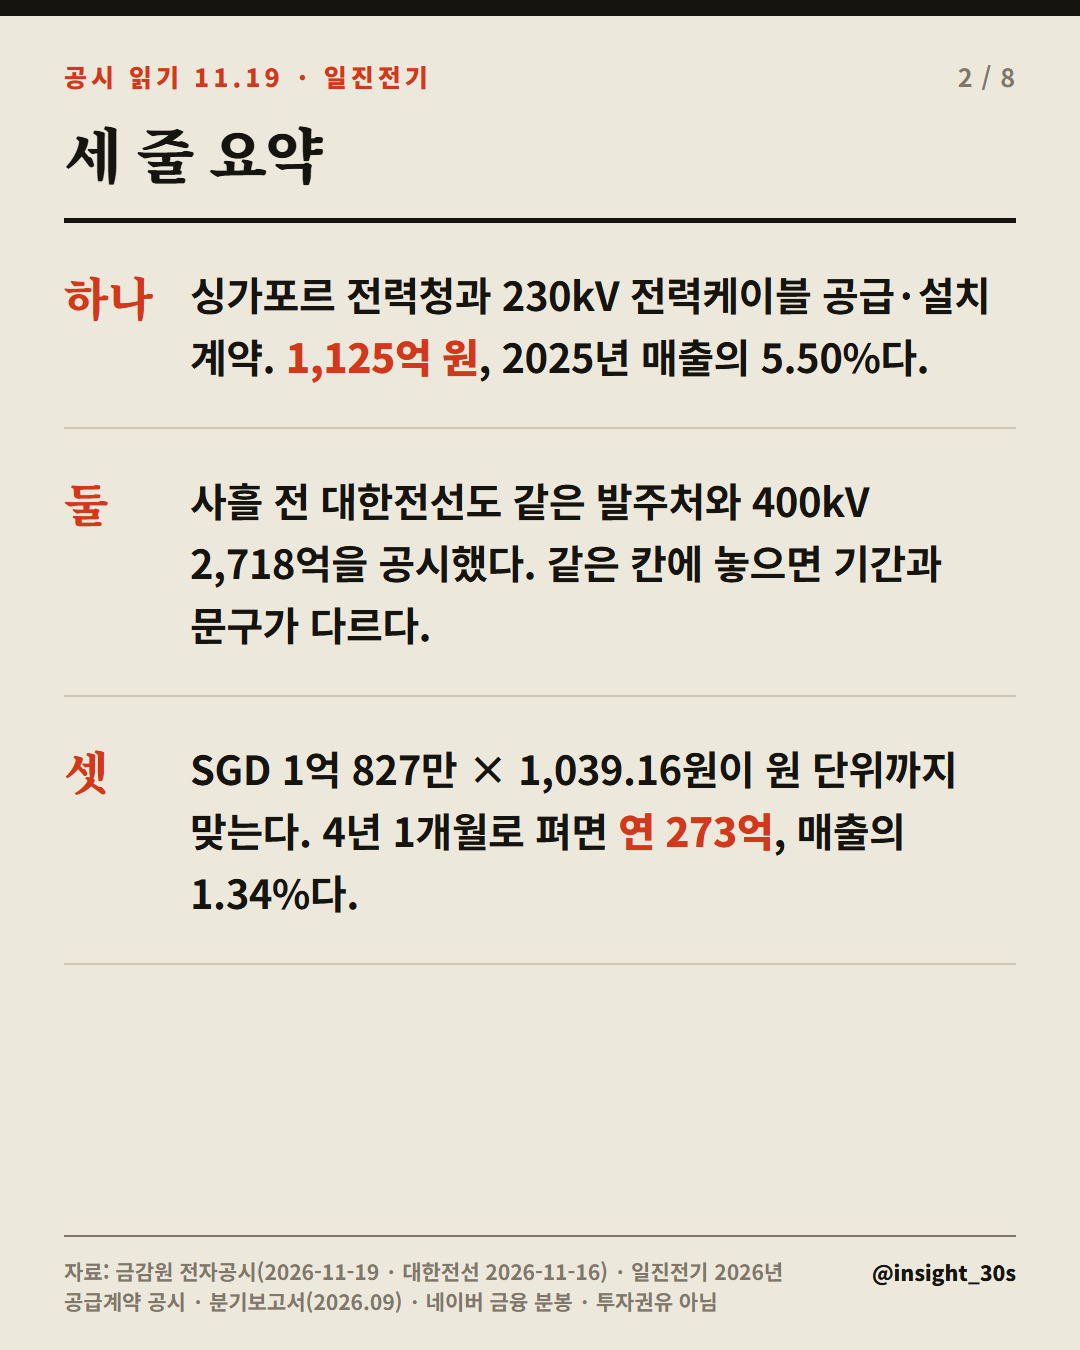 공시 읽기 11.19 · 일진전기
2 / 8
세 줄 요약
하나
싱가포르 전력청과 230kV 전력케이블 공급·설치
계약. 1,125억 원, 2025년 매출의 5.50%다.
둘
사흘 전 대한전선도 같은 발주처와 400kV
2,718억을 공시했다. 같은 칸에 놓으면 기간과
문구가 다르다.
셋
SGD 1억 827만 × 1,039.16원이 원 단위까지
맞는다. 4년 1개월로 펴면 연 273억, 매출의
1.34%다.
자료: 금감원 전자공시(2026-11-19 · 대한전선 2026-11-16) · 일진전기 2026년
공급계약 공시 · 분기보고서(2026.09) · 네이버 금융 분봉 · 투자권유 아님
@insight_30s